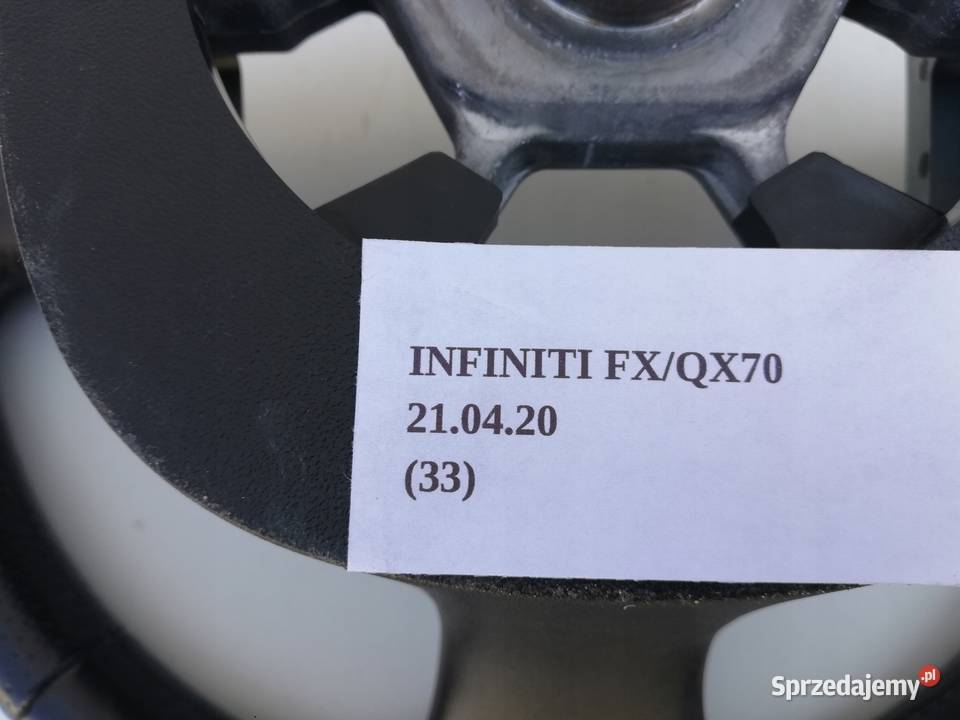 INFINITI FX/QX70
21.04.20
(33)
Sprzedajemy.pl